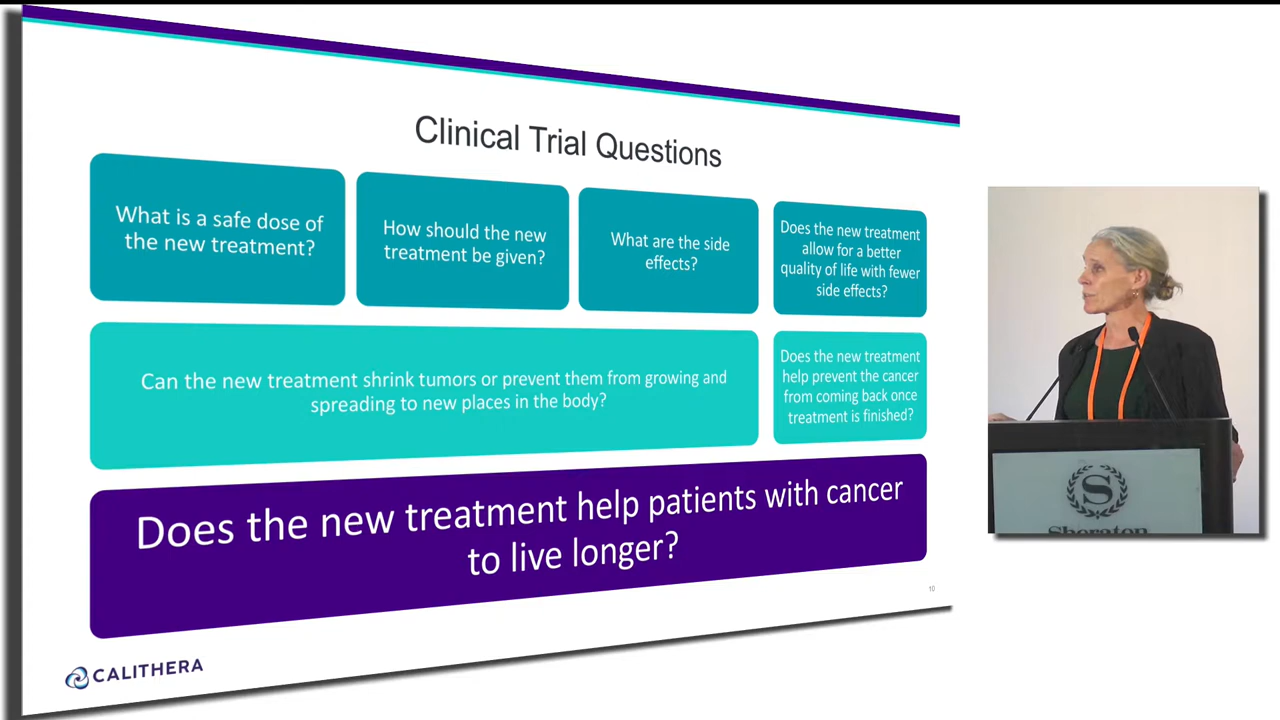 Clinical Trial Questions
What is a safe dose of
the new treatment?
How should the new
treatment be given?
What are the side
effects?
Does the new treatment
allow for a better
quality of life with fewer
side effects?
Can the new treatment shrink tumors or prevent them from growing and
spreading to new places in the body?
Does the new treatment
help prevent the cancer
from coming back once
treatment is finished?
Does the new treatment help patients with cancer
to live longer?
10
CALITHERA
S
Sheraton